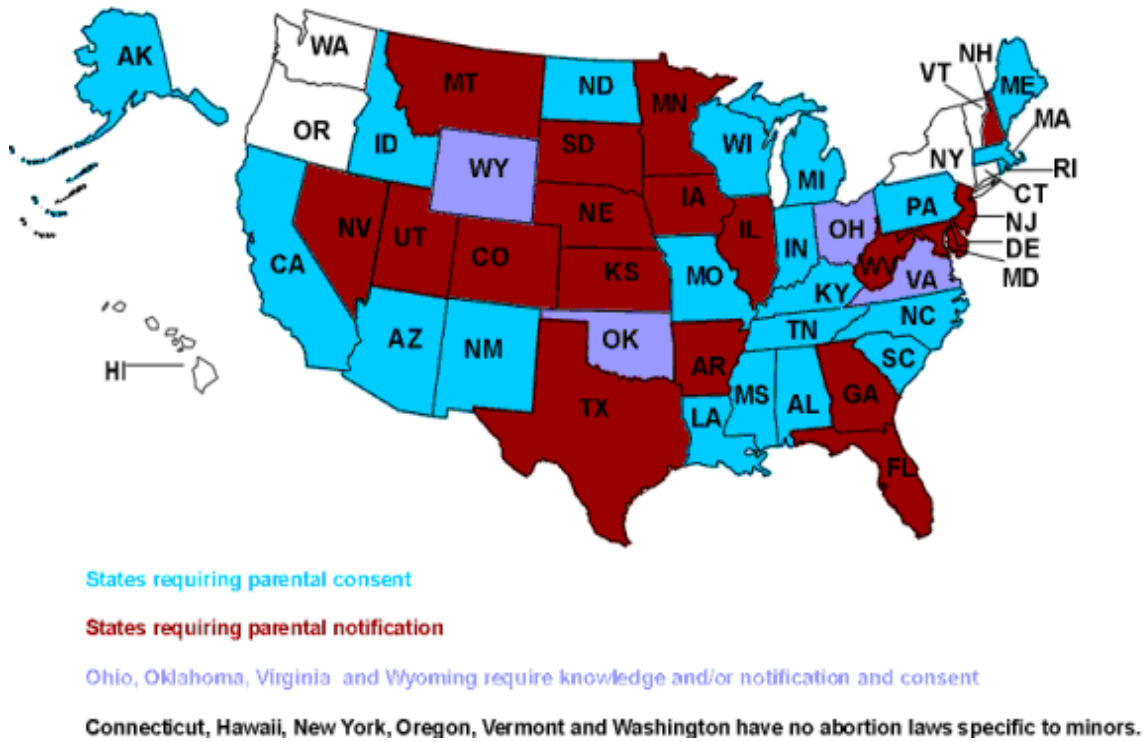 AK
WA
MT
ND
MN
NH
VT
ME
MA
OR
ID
WY
SD
WI
MI
NY
RI
CT
NV
UT
CO
NE
IA
IL
IN
OH
PA
NJ
DE
MD
CA
KS
MO
WV
VA
KY
AZ
NM
OK
AR
TN
NC
SC
HI
TX
LA
MS
AL
GA
FL
States requiring parental consent
States requiring parental notification
Ohio, Oklahoma, Virginia and Wyoming require knowledge and/or notification and consent
Connecticut, Hawaii, New York, Oregon, Vermont and Washington have no abortion laws specific to minors.